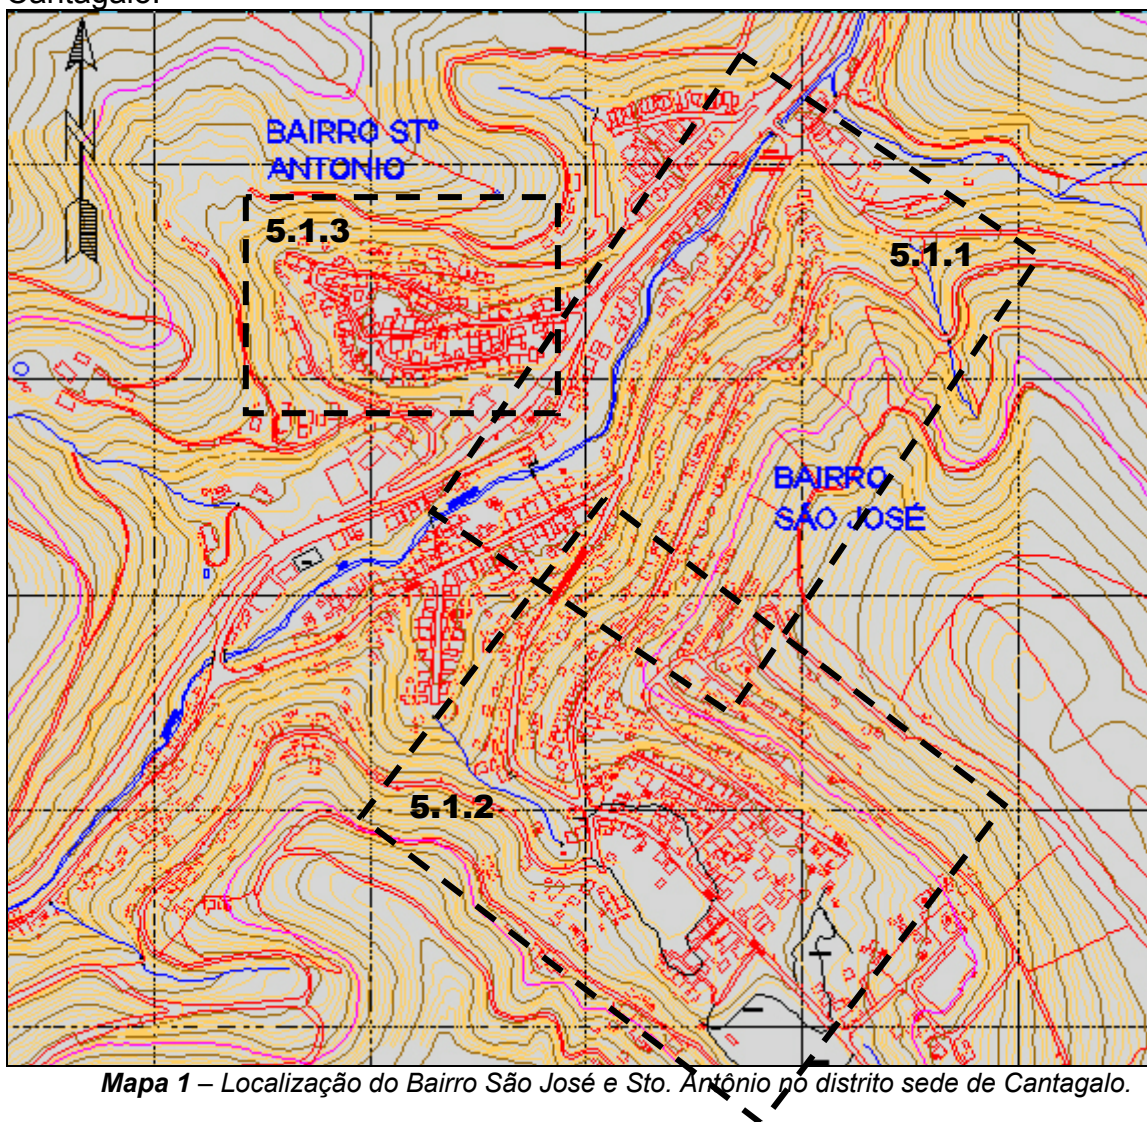 Cantagalo.
N
BAIRRO STº
ANTONIO
5.1.3
5.1.1
BAIRRO
SÃO JOSÉ
5.1.2
Mapa 1 – Localização do Bairro São José e Sto. Antônio no distrito sede de Cantagalo.